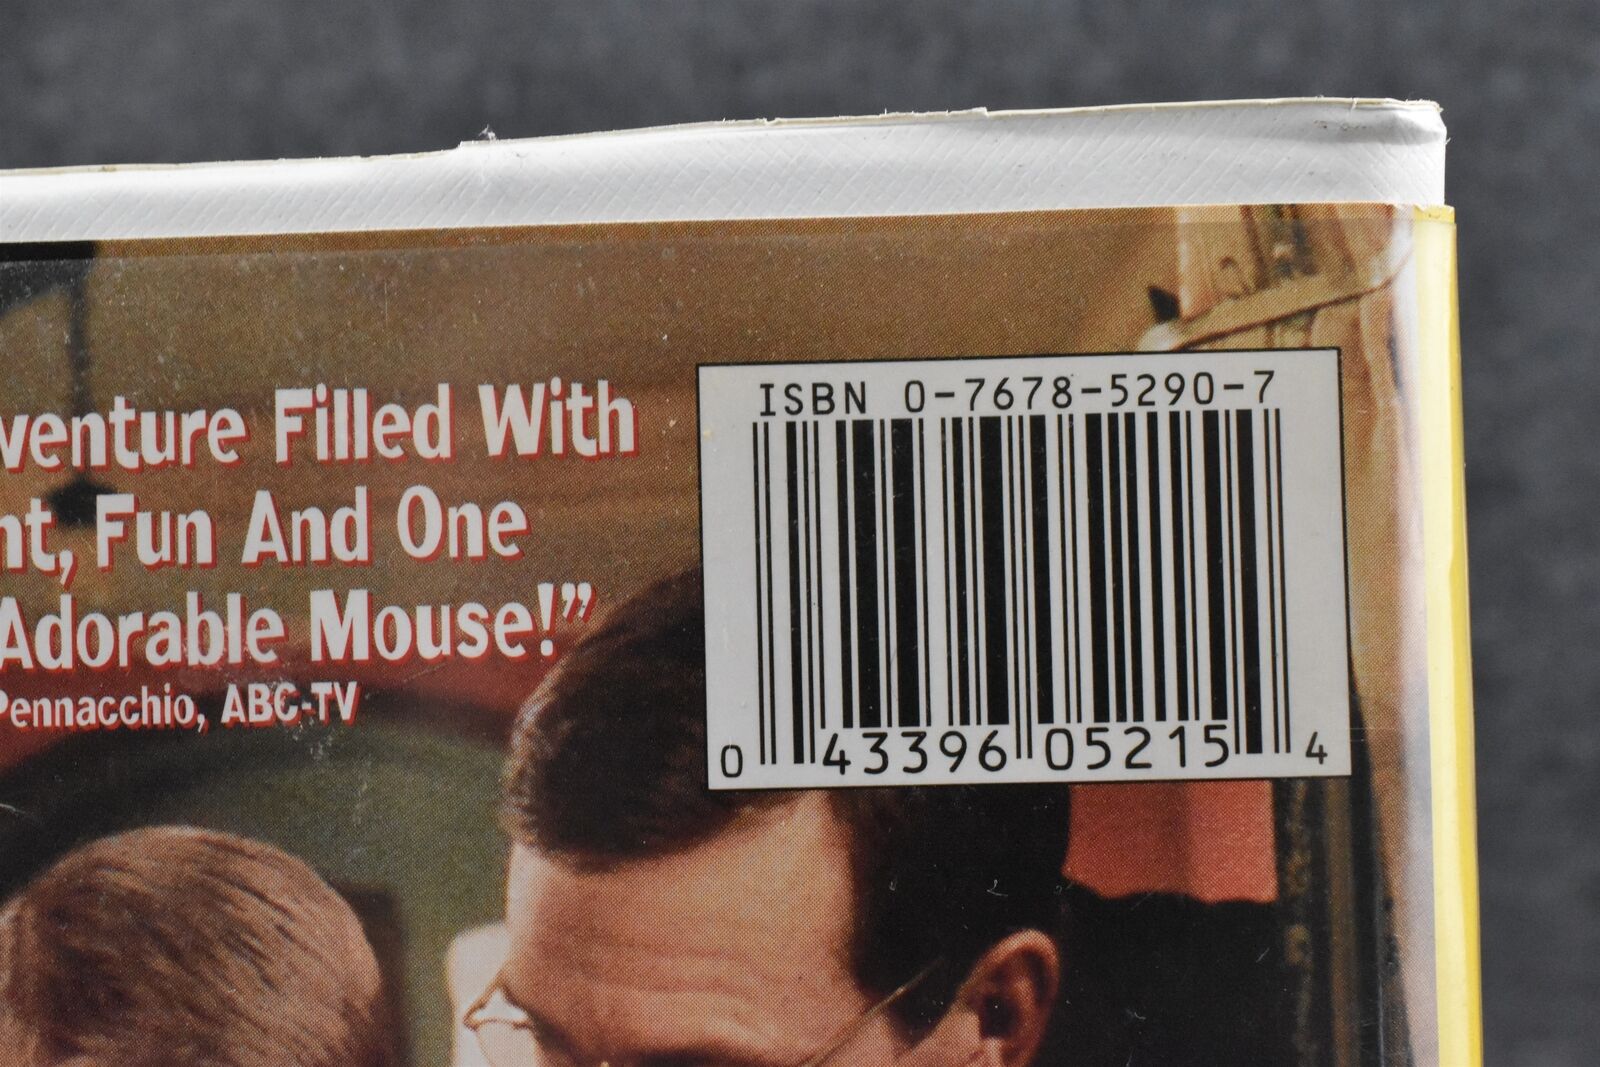 venture Filled With
nt, Fun And One
Adorable Mouse!”
Pennacchio, ABC-TV
ISBN 0-7678-5290-7
0 43396 05215 4